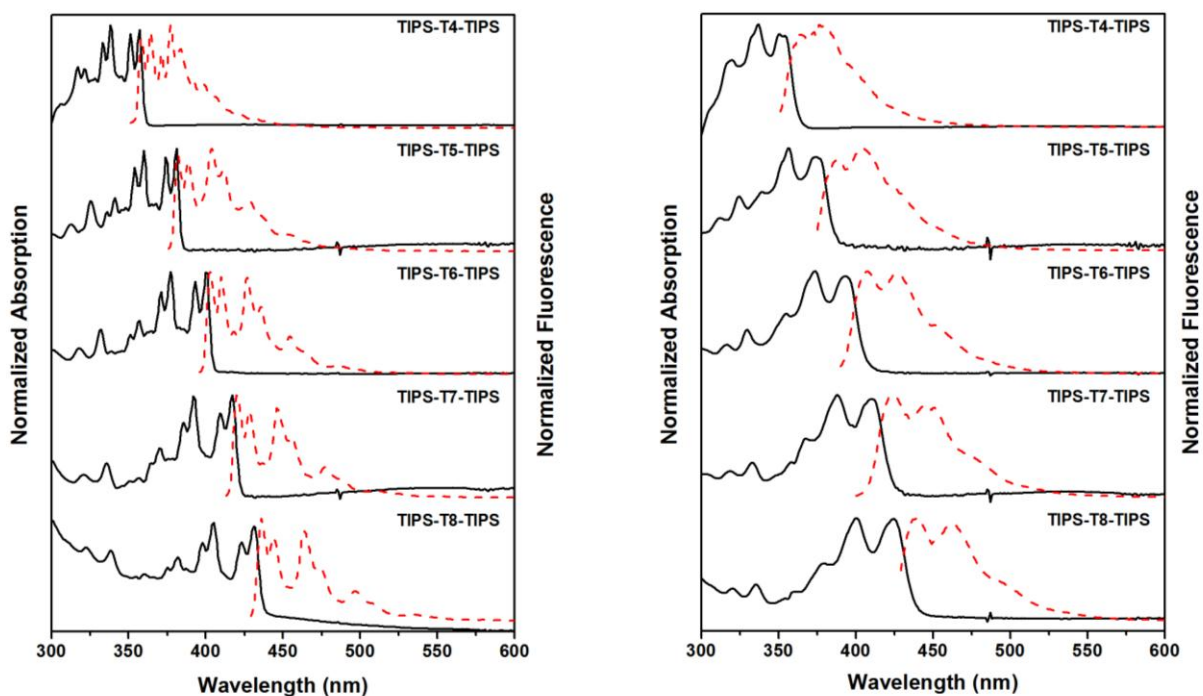 TIPS-T4-TIPS
TIPS-T5-TIPS
TIPS-T6-TIPS
TIPS-T7-TIPS
TIPS-T8-TIPS
Normalized Absorption
Normalized Fluorescence
300 350 400 450 500 550 600
Wavelength (nm)
TIPS-T4-TIPS
TIPS-T5-TIPS
TIPS-T6-TIPS
TIPS-T7-TIPS
TIPS-T8-TIPS
Normalized Absorption
Normalized Fluorescence
300 350 400 450 500 550 600
Wavelength (nm)